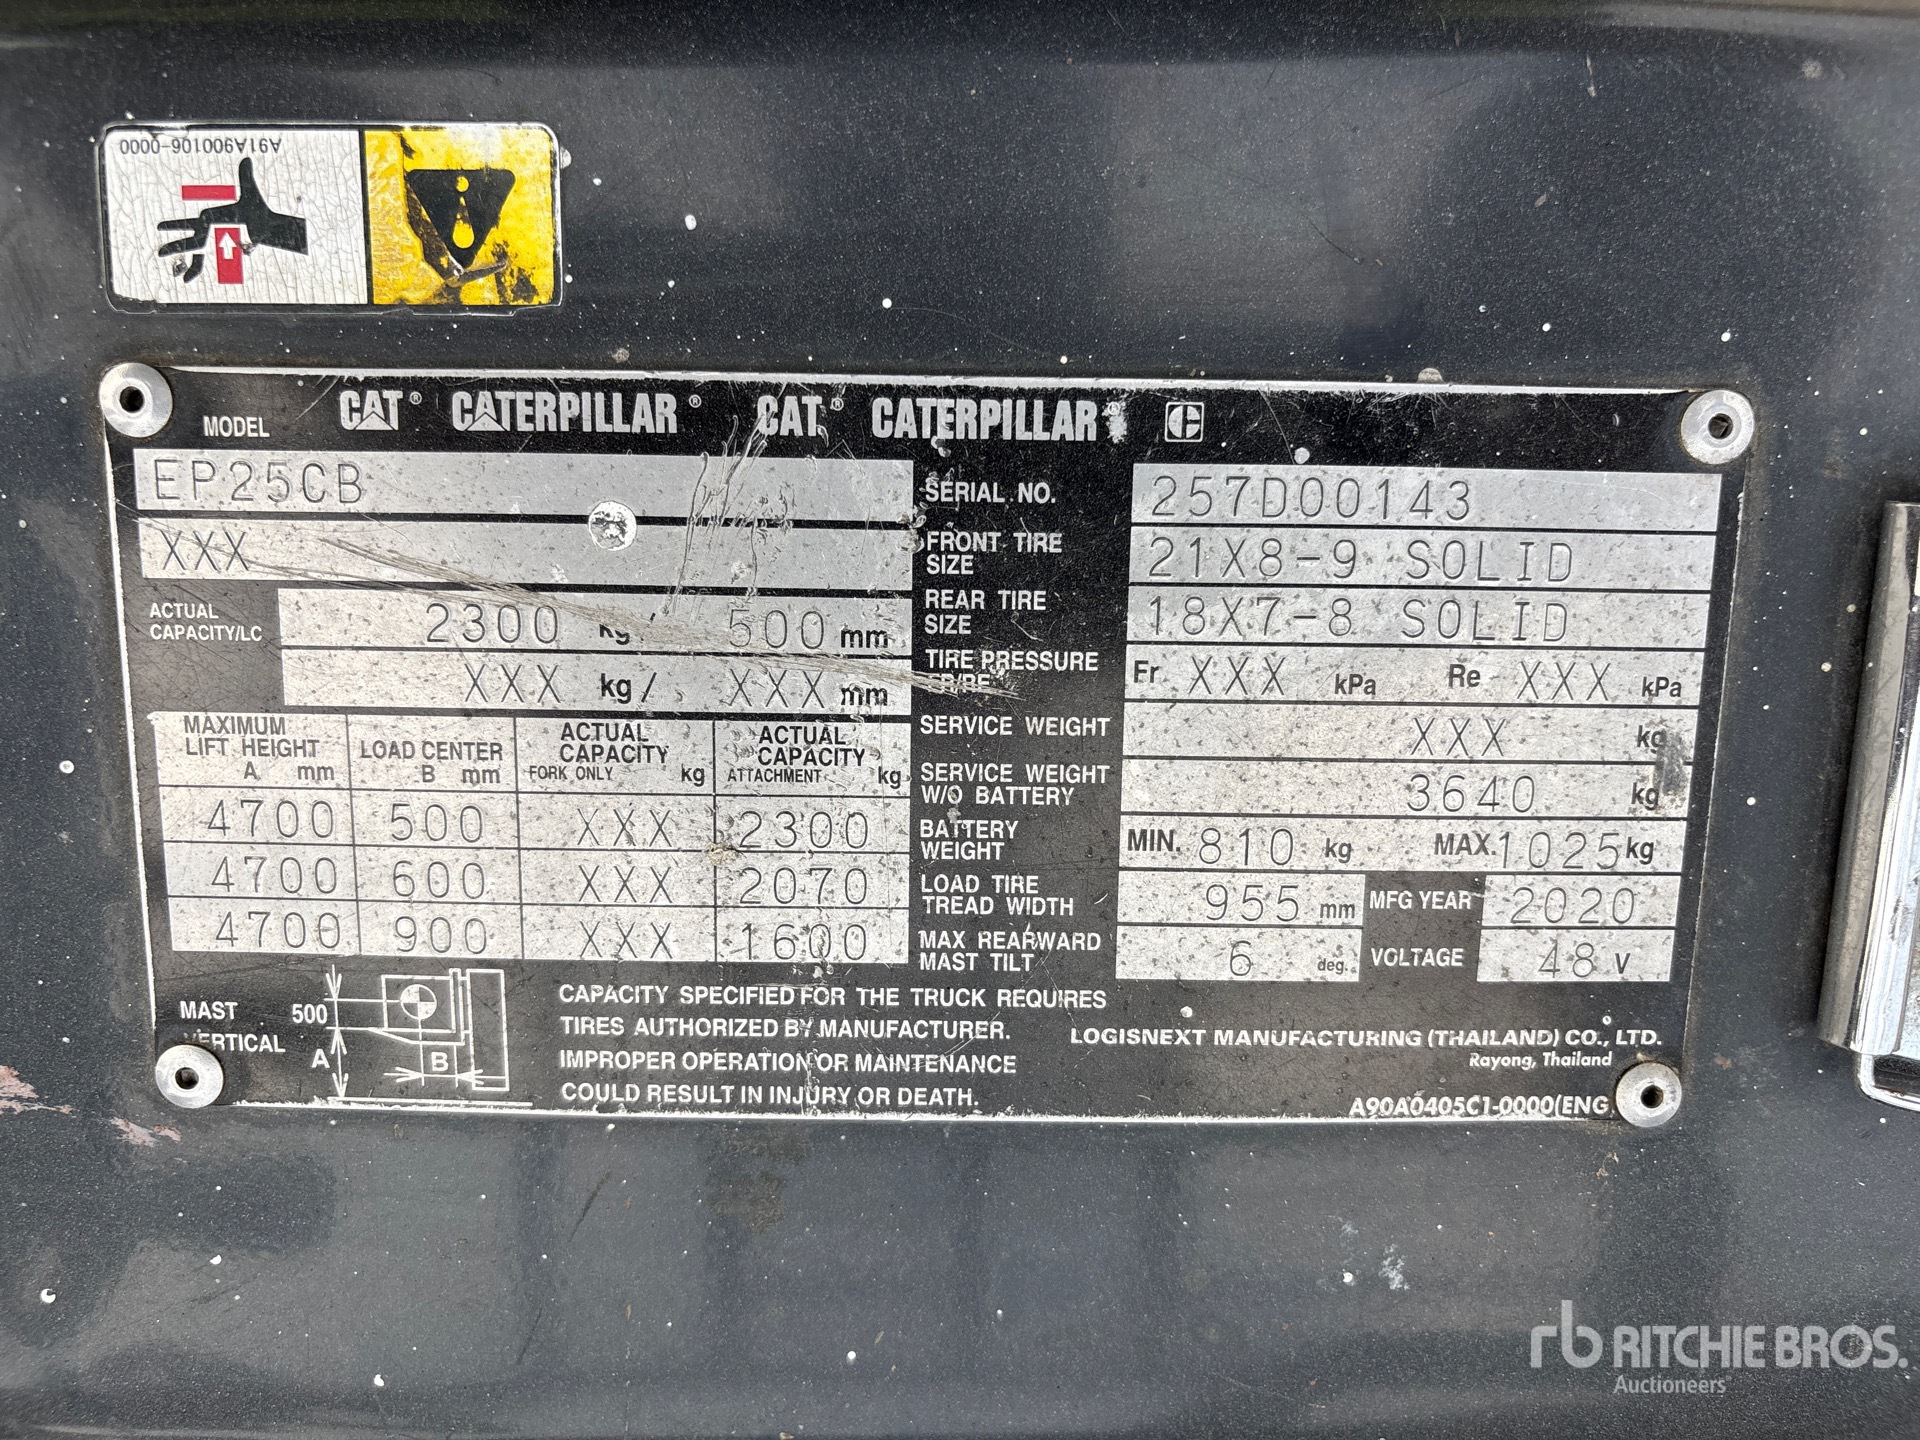 A91A900106-0000
MODEL CAT® CATERPILLAR® CAT® CATERPILLAR® C
EP25CB
XXX
ACTUAL CAPACITY/LC 2300 kg/ 500 mm
XXX kg/ XXX mm
MAXIMUM LIFT HEIGHT A mm LOAD CENTER B mm ACTUAL CAPACITY FORK ONLY kg ACTUAL CAPACITY ATTACHMENT kg
4700 500 XXX 2300
4700 600 XXX 2070
4700 900 XXX 1600
MAST VERTICAL 500 A B
CAPACITY SPECIFIED FOR THE TRUCK REQUIRES
TIRES AUTHORIZED BY MANUFACTURER.
IMPROPER OPERATION OR MAINTENANCE
COULD RESULT IN INJURY OR DEATH.
SERIAL NO. 257D00143
FRONT TIRE SIZE 21X8-9 SOLID
REAR TIRE SIZE 18X7-8 SOLID
TIRE PRESSURE FR/RE Fr XXX kPa Re XXX kPa
SERVICE WEIGHT XXX kg
SERVICE WEIGHT W/O BATTERY 3640 kg
BATTERY WEIGHT MIN. 810 kg MAX. 1025 kg
LOAD TIRE TREAD WIDTH 955 mm MFG YEAR 2020
MAX REARWARD MAST TILT 6 deg. VOLTAGE 48 V
LOGISNEXT MANUFACTURING (THAILAND) CO., LTD.
Rayong, Thailand
A90A0405C1-0000(ENG
rb RITCHIE BROS.
Auctioneers